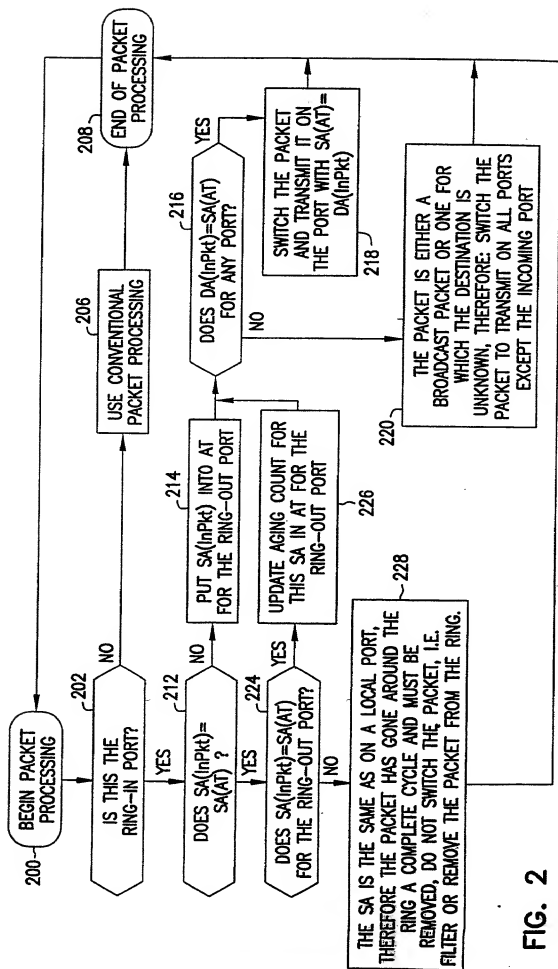 200
BEGIN PACKET
PROCESSING
202
IS THIS THE
RING-IN PORT?
NO
YES
206
USE CONVENTIONAL
PACKET PROCESSING
208
END OF PACKET
PROCESSING
212
DOES SA(InPkt)=
SA(AT) ?
NO
YES
214
PUT SA(InPkt) INTO AT
FOR THE RING-OUT PORT
216
DOES DA(InPkt)=SA(AT)
FOR ANY PORT?
YES
NO
SWITCH THE PACKET
AND TRANSMIT IT ON
THE PORT WITH SA(AT)=
DA(InPkt)
218
224
DOES SA(InPkt)=SA(AT)
FOR THE RING-OUT PORT?
YES
NO
UPDATE AGING COUNT FOR
THIS SA IN AT FOR THE
RING-OUT PORT
226
THE PACKET IS EITHER A
BROADCAST PACKET OR ONE FOR
WHICH THE DESTINATION IS
UNKNOWN, THEREFORE: SWITCH THE
PACKET TO TRANSMIT ON ALL PORTS
EXCEPT THE INCOMING PORT
220
228
THE SA IS THE SAME AS ON A LOCAL PORT,
THEREFORE THE PACKET HAS GONE AROUND THE
RING A COMPLETE CYCLE AND MUST BE
REMOVED, DO NOT SWITCH THE PACKET, I.E.
FILTER OR REMOVE THE PACKET FROM THE RING.
FIG. 2